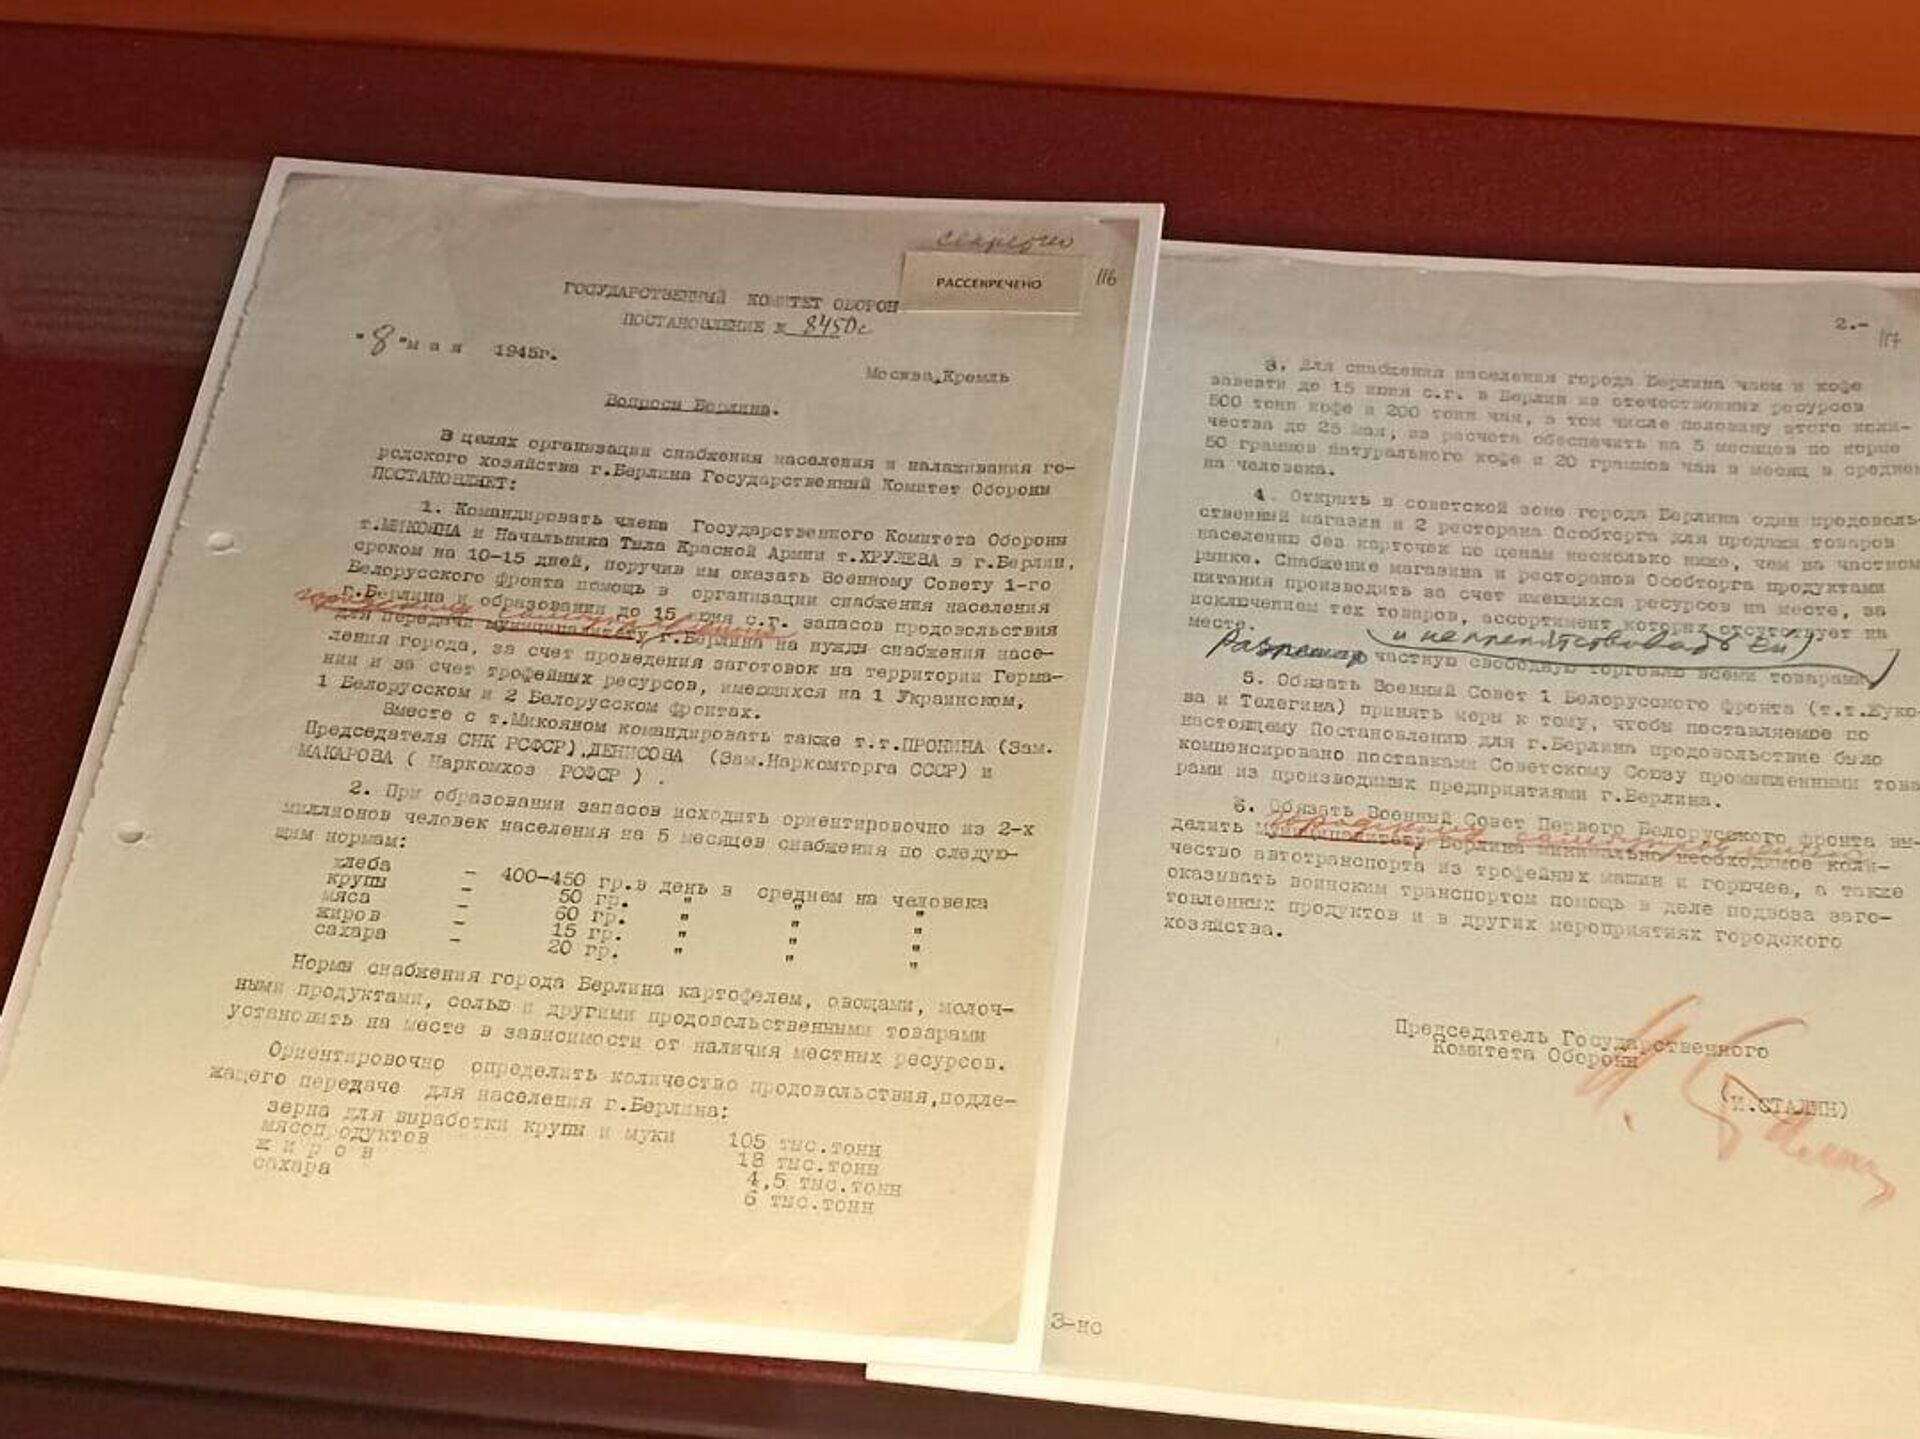 секретно
РАССЕКРЕЧЕНО
116
ГОСУДАРСТВЕННЫЙ КОМИТЕТ ОБОРОН
ПОСТАНОВЛЕНИЕ № 8450с
"8" мая 1945г.
Москва, Кремль
Вопросы Берлина.
В целях организации снабжения населения и налаживания го-
родского хозяйства г.Берлина Государственный Комитет Обороны
ПОСТАНОВЛЯЕТ:
1. Командировать члена Государственного Комитета Обороны
т.МИКОЯНА и Начальника Тыла Красной Армии т.ХРУЛЕВА в г.Берлин,
сроком на 10-15 дней, поручив им оказать Военному Совету 1-го
Белорусского фронта помощь в организации снабжения населения
г.Берлина и образовании до 15 июня с.г. запасов продовольствия
для передачи муниципалитету г.Берлина на нужды снабжения насе-
ления города, за счет проведения заготовок на территории Герма-
нии и за счет трофейных ресурсов, имеющихся на 1 Украинском,
1 Белорусском и 2 Белорусском фронтах.
Вместе с т.Микояном командировать также т.т.ПРОНИНА (Зам.
Председателя СНК РСФСР), ДЕНИСОВА (Зам.Наркомторга СССР) и
МАКАРОВА ( Наркомхоз РСФСР ) .
2. При образовании запасов исходить ориентировочно из 2-х
миллионов человек населения на 5 месяцев снабжения по следую-
щим нормам:
хлеба - 400-450 гр.в день в среднем на человека
крупы - 50 гр. " " "
мяса - 60 гр. " " "
жиров - 15 гр. " " "
сахара - 20 гр. " " "
Нормы снабжения города Берлина картофелем, овощами, молоч-
ными продуктами, солью и другими продовольственными товарами
установить на месте в зависимости от наличия местных ресурсов.
Ориентировочно определить количество продовольствия,подле-
жащего передаче для населения г.Берлина:
зерна для выработки крупы и муки 105 тыс.тонн
мясопродуктов 18 тыс.тонн
ж и р о в 4,5 тыс.тонн
сахара 6 тыс.тонн
2.-
117
3. Для снабжения населения города Берлина чаем и кофе
завезти до 15 июня с.г. в Берлин из отечественных ресурсов
500 тонн кофе и 200 тонн чая, в том числе половину этого коли-
чества до 25 мая, из расчета обеспечить на 5 месяцев по норме
50 граммов натурального кофе и 20 граммов чая в месяц в среднем
на человека.
4. Открыть в советской зоне города Берлина один продоволь-
ственный магазин и 2 ресторана Особторга для продажи товаров
населению без карточек по ценам несколько ниже, чем на частном
рынке. Снабжение магазина и ресторанов Особторга продуктами
питания производить за счет имеющихся ресурсов на месте, за
исключением тех товаров, ассортимент которых отсутствует на
месте.
и не препятствовать ей)
Разрешить частную свободную торговлю всеми товарами
5. Обязать Военный Совет 1 Белорусского фронта (т.т.Жуко-
ва и Телегина) принять меры к тому, чтобы поставляемое по
настоящему Постановлению для г.Берлина продовольствие было
компенсировано поставками Советскому Союзу промышленными това
рами из производимых предприятиями г.Берлина.
6. Обязать Военный Совет Первого Белорусского фронта вы-
делить муниципалитету Берлина минимально необходимое коли-
чество автотранспорта из трофейных машин и горючее, а также
оказывать воинским транспортом помощь в деле подвоза заго-
товленных продуктов и в других мероприятиях городского
хозяйства.
Председатель Государственного
Комитета Обороны
(И.СТАЛИН)
И. Сталин
3-нс